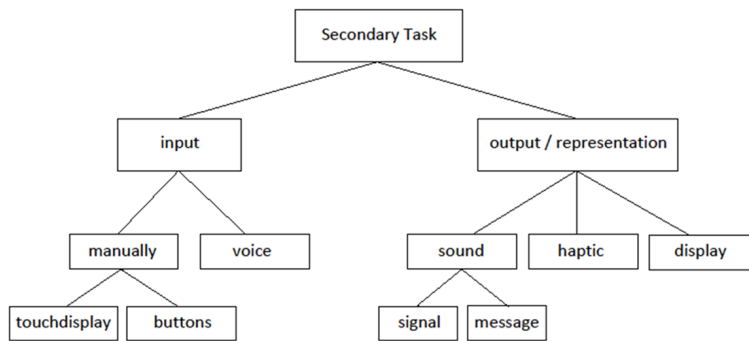 Secondary Task
input
output / representation
manually
voice
sound
haptic
display
touchdisplay
buttons
signal
message